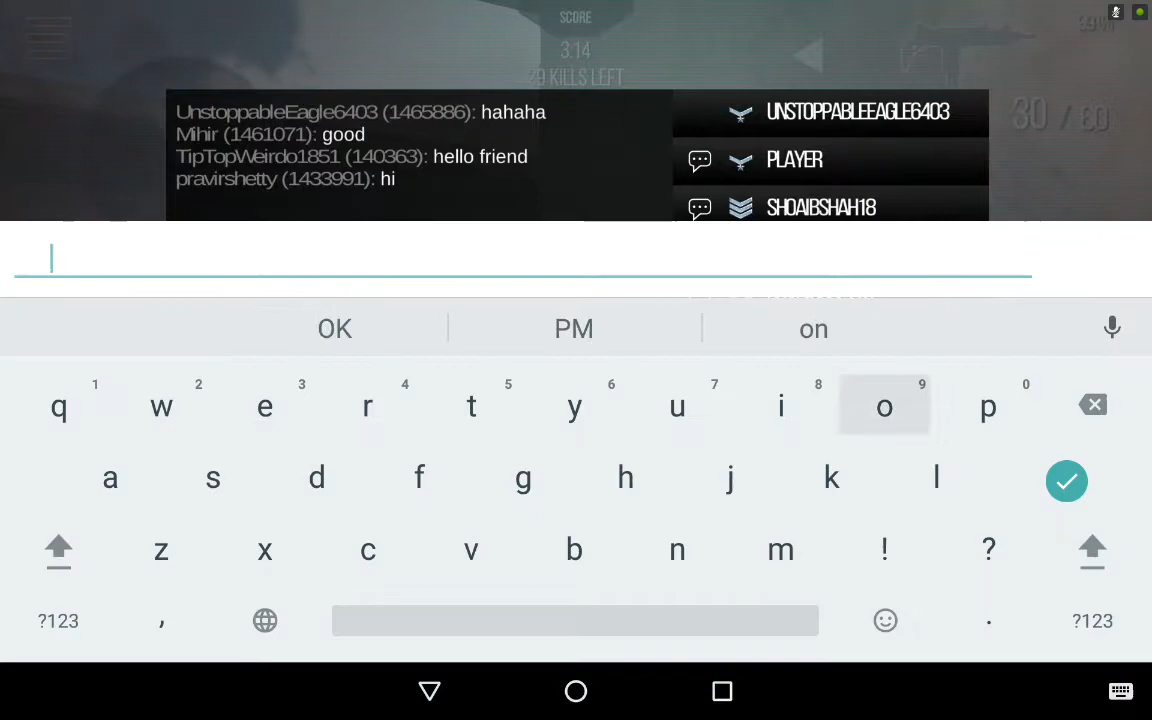 SCORE
3.14
29 KILLS LEFT
30 / 60
UnstoppableEagle6403 (1465886): hahaha
Mihir (1461071): good
TipTopWeirdo1851 (140363): hello friend
pravirshetty (1433991): hi
UNSTOPPABLEEAGLE6403
PLAYER
SHOAIBSHAH18
OK PM on
1 2 3 4 5 6 7 8 9 0
q w e r t y u i o p
a s d f g h j k l
z x c v b n m ! ?
?123 , . ?123